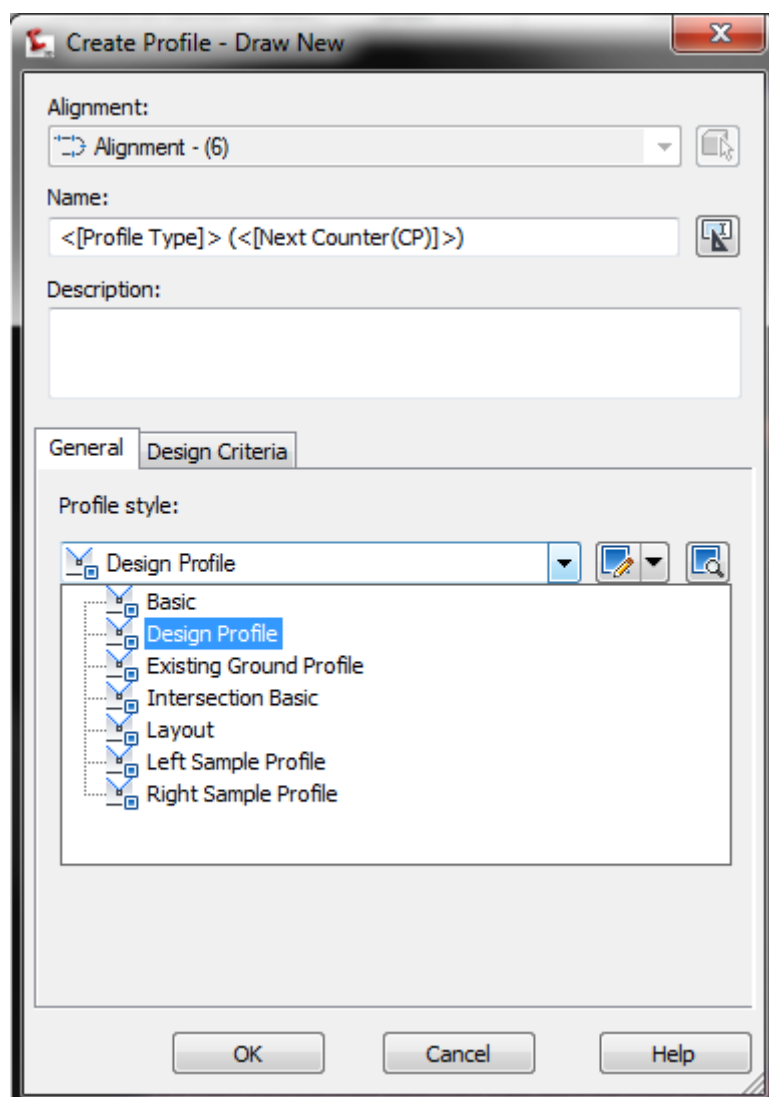 Create Profile - Draw New
Alignment:
Alignment - (6)
Name:
<[Profile Type]> (<[Next Counter(CP)]>)
Description:
General Design Criteria
Profile style:
Design Profile
Basic
Design Profile
Existing Ground Profile
Intersection Basic
Layout
Left Sample Profile
Right Sample Profile
OK Cancel Help